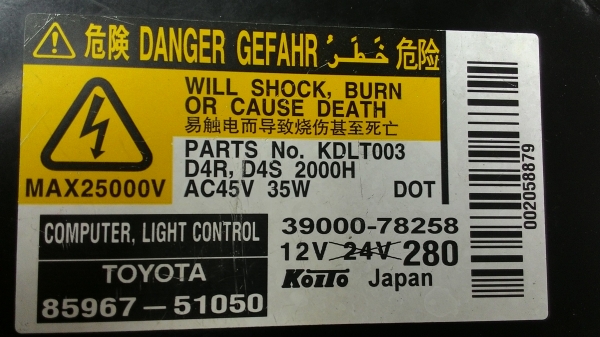 危険 DANGER GEFAHR خَطَرْ 危险
WILL SHOCK, BURN
OR CAUSE DEATH
易触电而导致烧伤甚至死亡
MAX25000V
PARTS No. KDLT003
D4R, D4S 2000H
AC45V 35W DOT
002058879
COMPUTER, LIGHT CONTROL
TOYOTA
85967-51050
39000-78258
12V 24V 280
KOITO Japan